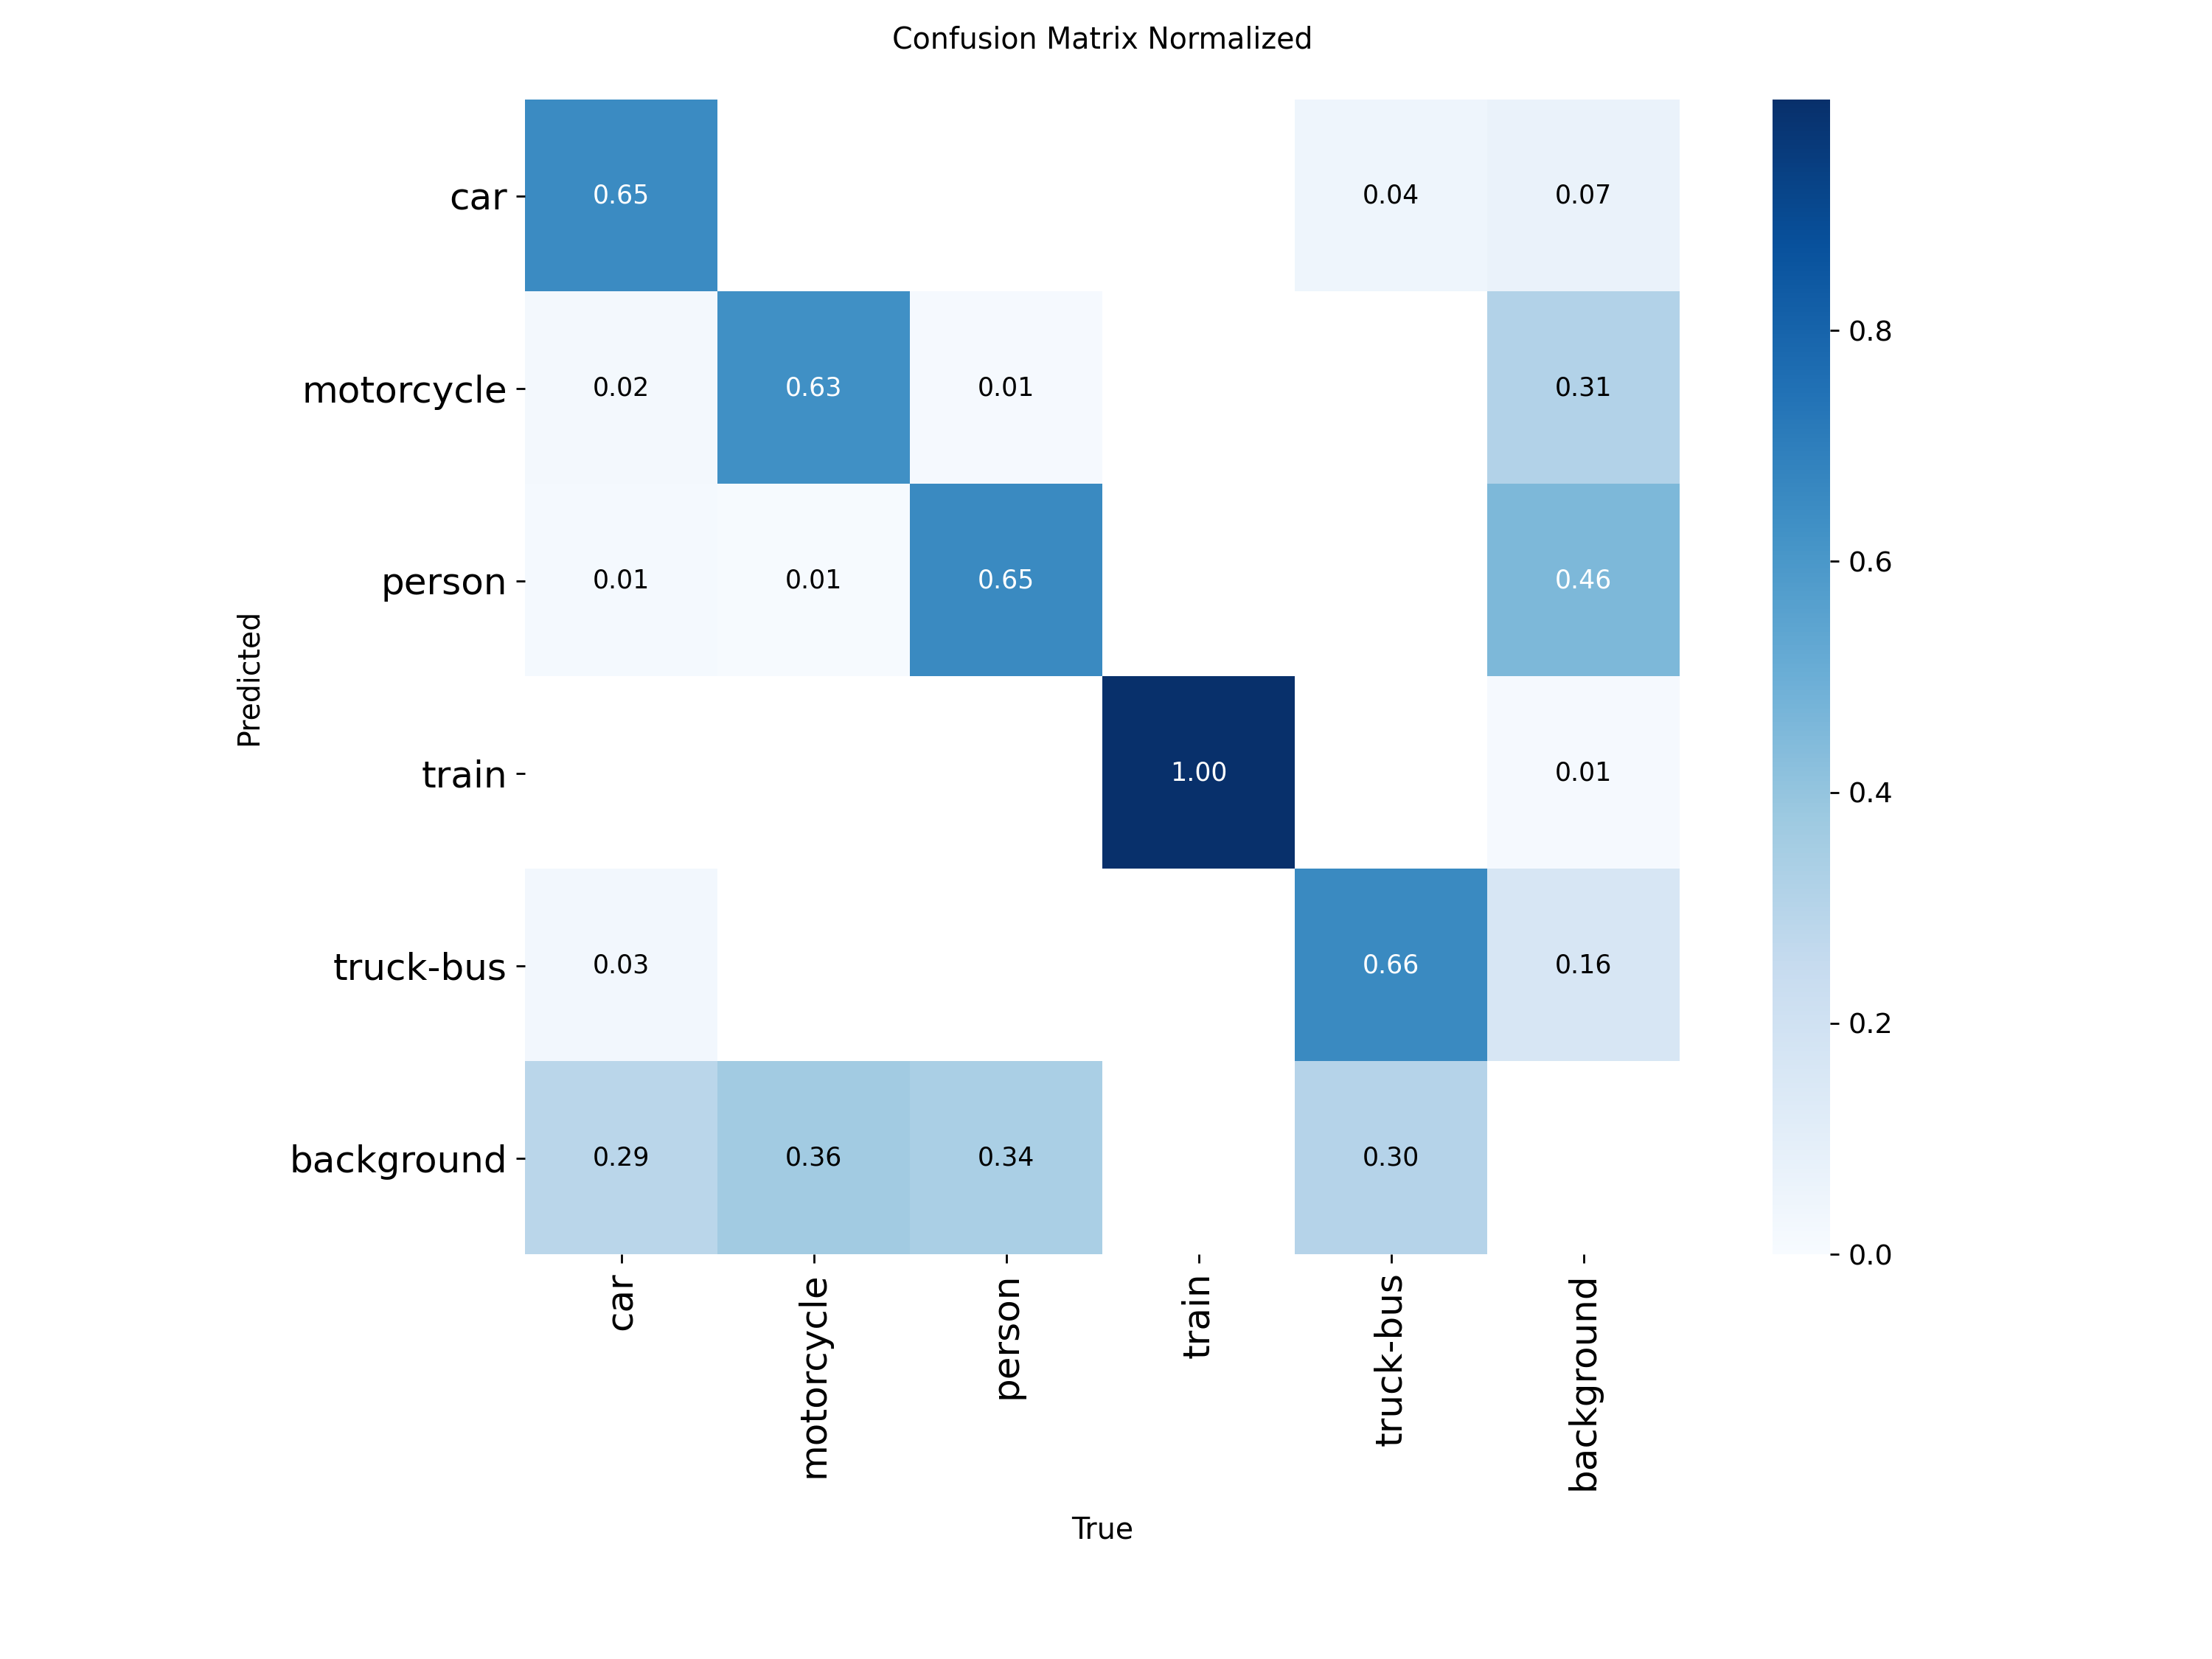 Confusion Matrix Normalized
car 0.65 0.04 0.07
0.8
motorcycle 0.02 0.63 0.01 0.31
person 0.01 0.01 0.65 0.46
0.6
Predicted
train 1.00 0.01
0.4
truck-bus 0.03 0.66 0.16
0.2
background 0.29 0.36 0.34 0.30
0.0
car motorcycle person train truck-bus background
True